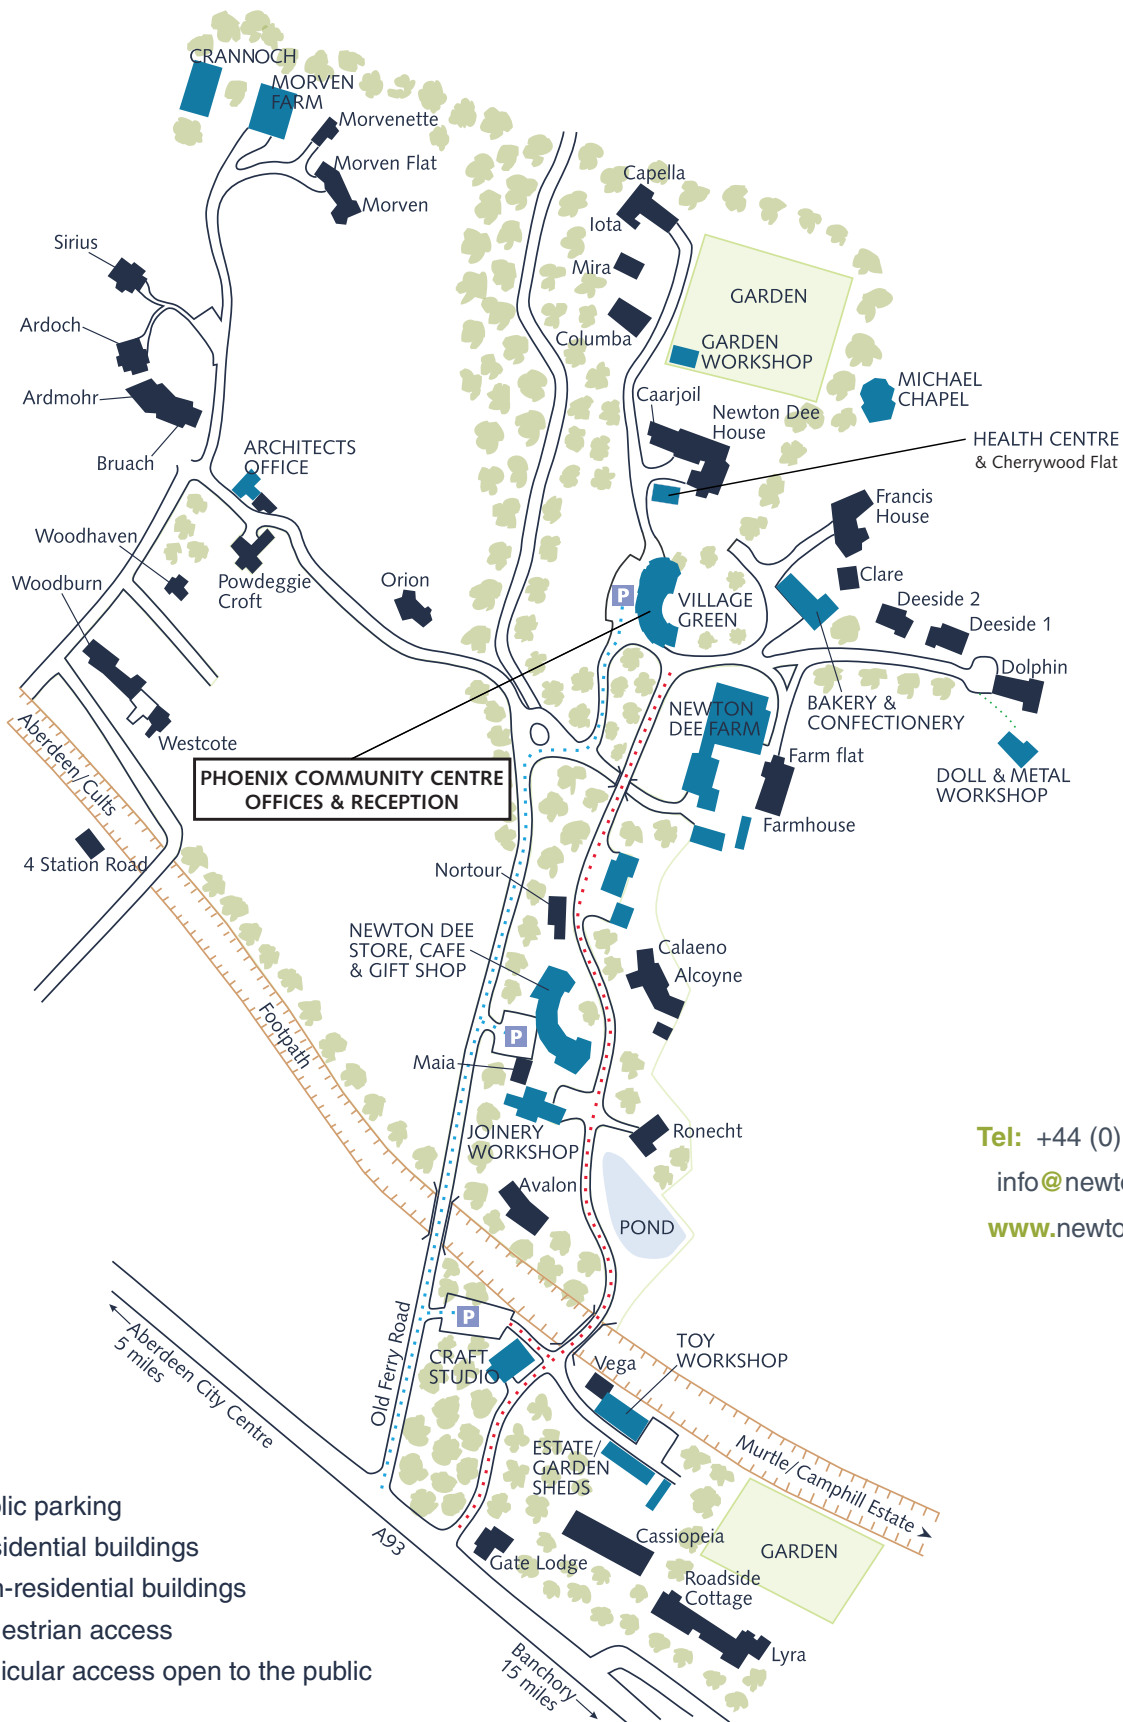 CRANNOCH
MORVEN
FARM
Morvenette
Morven Flat
Morven
Capella
Iota
Sirius
Mira
GARDEN
Ardoch
Columba
GARDEN
WORKSHOP
MICHAEL
CHAPEL
Ardmohr
Caarjoil
Newton Dee
House
HEALTH CENTRE
& Cherrywood Flat
Bruach
ARCHITECTS
OFFICE
Francis
House
Woodhaven
Woodburn
Powdeggie
Croft
Orion
P
VILLAGE
GREEN
Clare
Deeside 2
Deeside 1
Dolphin
NEWTON
DEE FARM
BAKERY &
CONFECTIONERY
Westcote
Aberdeen/Cults
PHOENIX COMMUNITY CENTRE
OFFICES & RECEPTION
Farm flat
DOLL & METAL
WORKSHOP
Farmhouse
4 Station Road
Nortour
NEWTON DEE
STORE, CAFE
& GIFT SHOP
Calaeno
Alcoyne
Footpath
P
Maia
JOINERY
WORKSHOP
Ronecht
Tel: +44 (0)
info@newto
www.newto
Avalon
POND
P
Old Ferry Road
CRAFT
STUDIO
Vega
TOY
WORKSHOP
Aberdeen City Centre
5 miles
ESTATE/
GARDEN
SHEDS
Murtle/Camphill Estate
A93
Gate Lodge
Cassiopeia
GARDEN
Roadside
Cottage
Lyra
Banchory
15 miles
lic parking
sidential buildings
n-residential buildings
estrian access
icular access open to the public